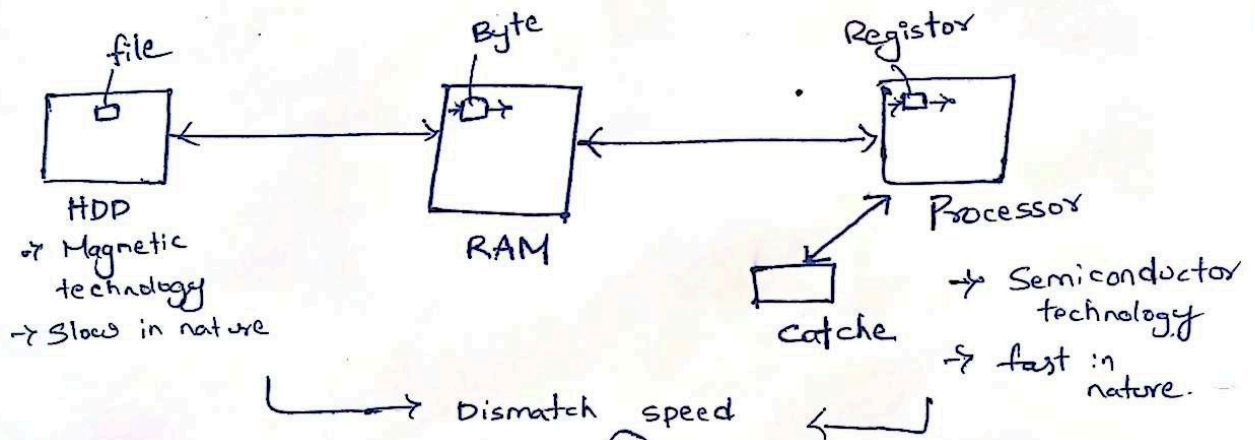 file
Byte
Registor
HDD
-> Magnetic
technology
-> Slow in nature
RAM
Processor
Catche
-> Semiconductor
technology
-> fast in
nature.
Dismatch speed